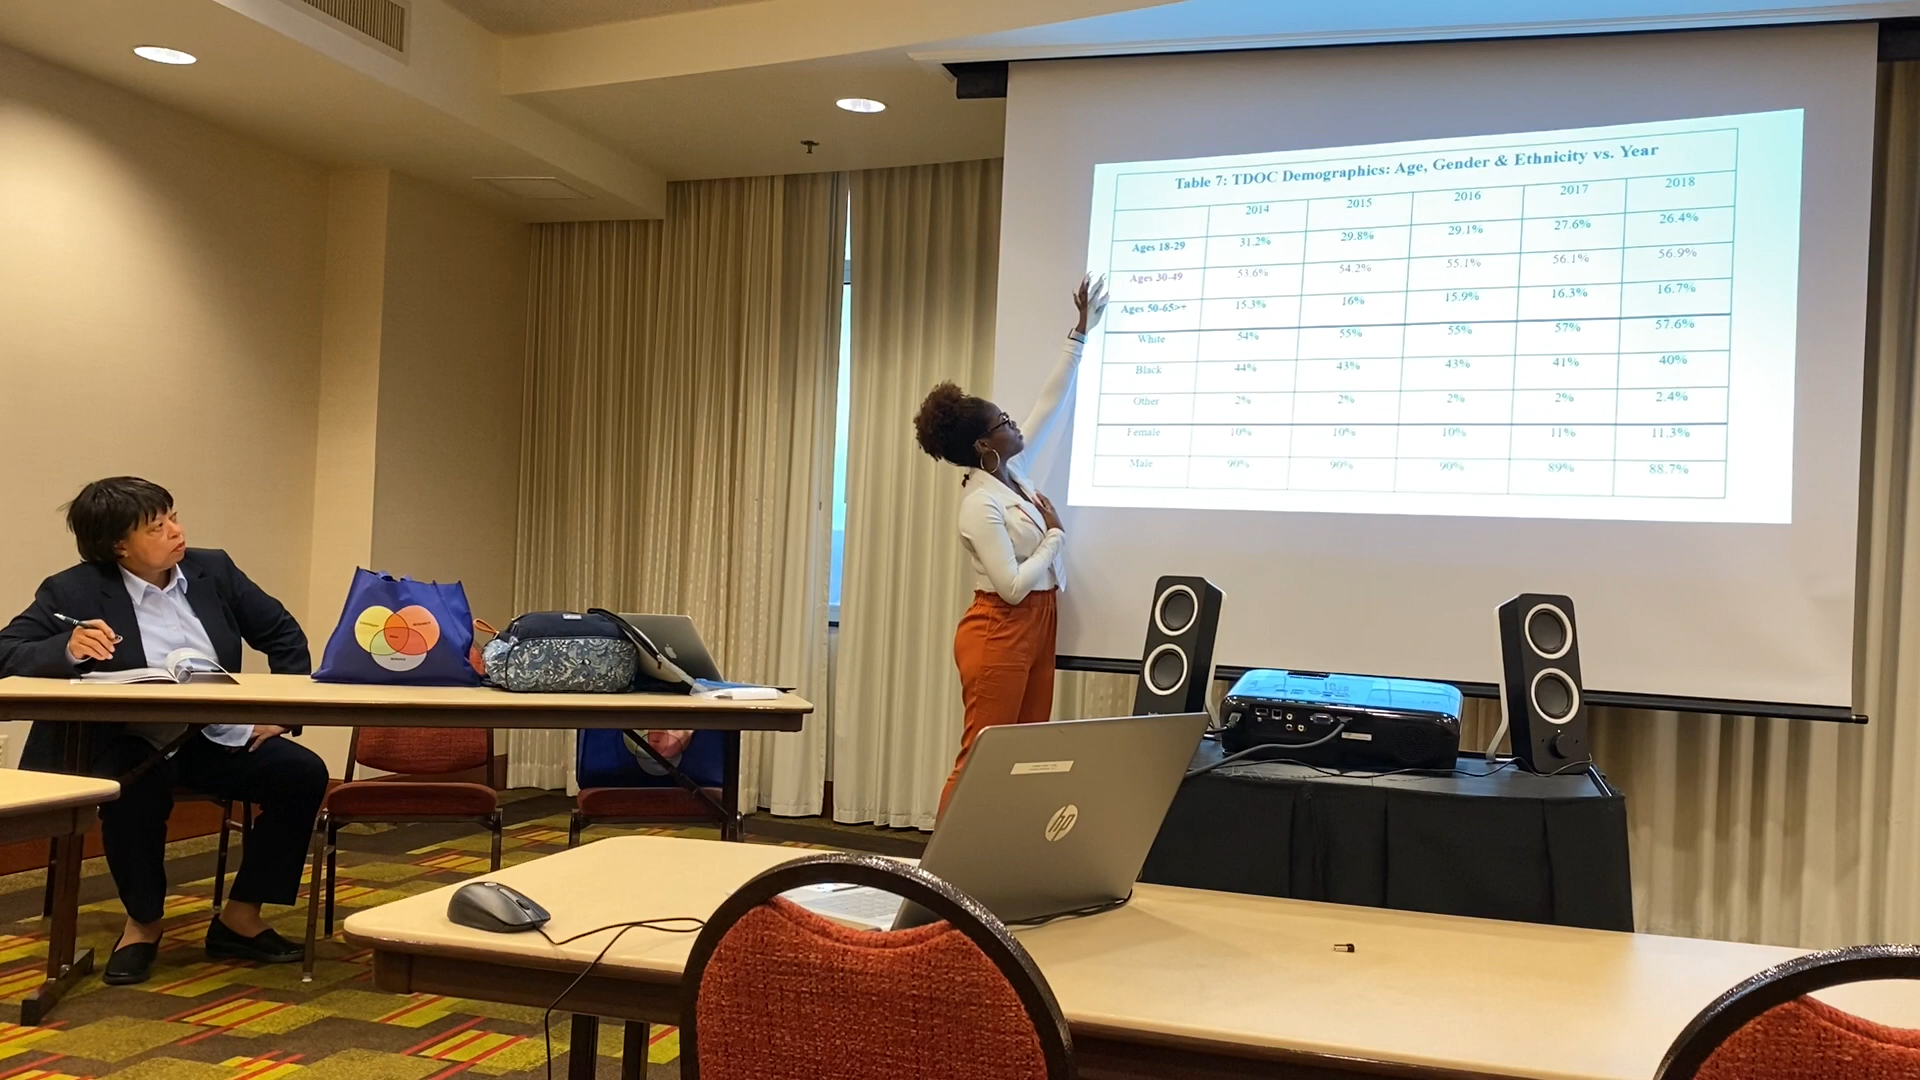 Table 7: TDOC Demographics: Age, Gender & Ethnicity vs. Year
2014 2015 2016 2017 2018
Ages 18-29 31.2% 29.8% 29.1% 27.6% 26.4%
Ages 30-49 53.6% 54.2% 55.1% 56.1% 56.9%
Ages 50-65>+ 15.3% 16% 15.9% 16.3% 16.7%
White 54% 55% 55% 57% 57.6%
Black 44% 43% 43% 41% 40%
Other 2% 2% 2% 2% 2.4%
Female 10% 10% 10% 11% 11.3%
Male 90% 90% 90% 89% 88.7%
hp